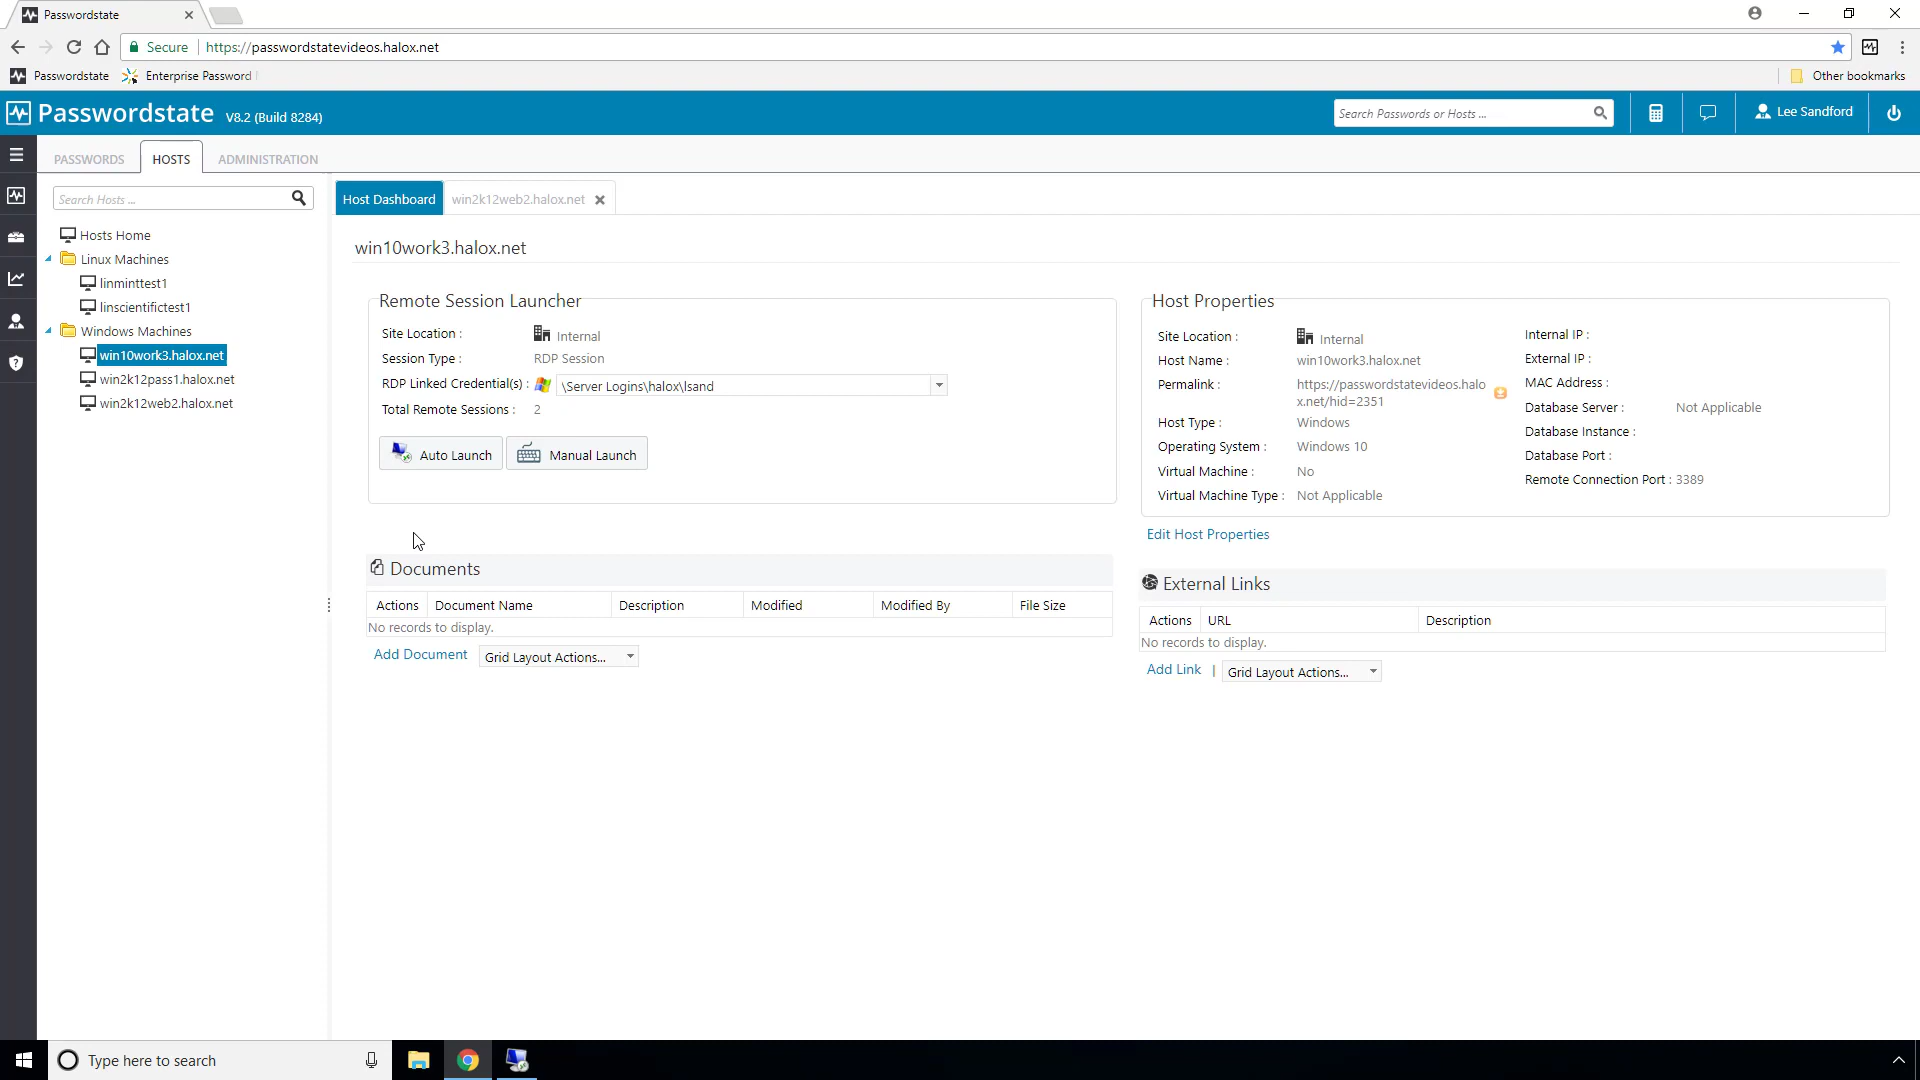 Passwordstate
Secure https://passwordstatevideos.halox.net
Passwordstate Enterprise Password Other bookmarks
Passwordstate V8.2 (Build 8284) Search Passwords or Hosts ... Lee Sandford
PASSWORDS HOSTS ADMINISTRATION
Search Hosts ...
Hosts Home
Linux Machines
linminttest1
linscientifictest1
Windows Machines
win10work3.halox.net
win2k12pass1.halox.net
win2k12web2.halox.net
Host Dashboard win2k12web2.halox.net
win10work3.halox.net
Remote Session Launcher
Site Location : Internal
Session Type : RDP Session
RDP Linked Credential(s) : \Server Logins\halox\lsand
Total Remote Sessions : 2
Auto Launch Manual Launch
Host Properties
Site Location : Internal
Host Name : win10work3.halox.net
Permalink : https://passwordstatevideos.halo
x.net/hid=2351
Host Type : Windows
Operating System : Windows 10
Virtual Machine : No
Virtual Machine Type : Not Applicable
Internal IP :
External IP :
MAC Address :
Database Server : Not Applicable
Database Instance :
Database Port :
Remote Connection Port : 3389
Edit Host Properties
Documents
Actions Document Name Description Modified Modified By File Size
No records to display.
Add Document Grid Layout Actions...
External Links
Actions URL Description
No records to display.
Add Link | Grid Layout Actions...
Type here to search